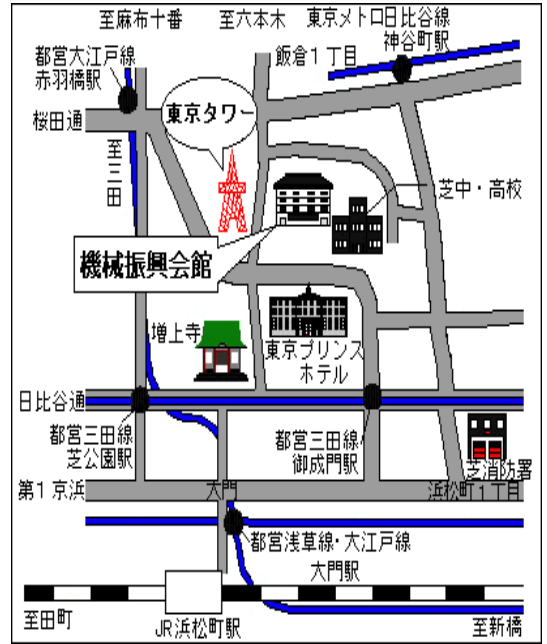 至麻布十番
至六本木
東京メトロ日比谷線
神谷町駅
都営大江戸線
赤羽橋駅
飯倉1丁目
桜田通
東京タワー
至三田
芝中・高校
機械振興会館
増上寺
東京プリンス
ホテル
日比谷通
都営三田線
芝公園駅
都営三田線
御成門駅
芝消防署
第1京浜
大門
浜松町1丁目
都営浅草線・大江戸線
大門駅
至田町
JR浜松町駅
至新橋